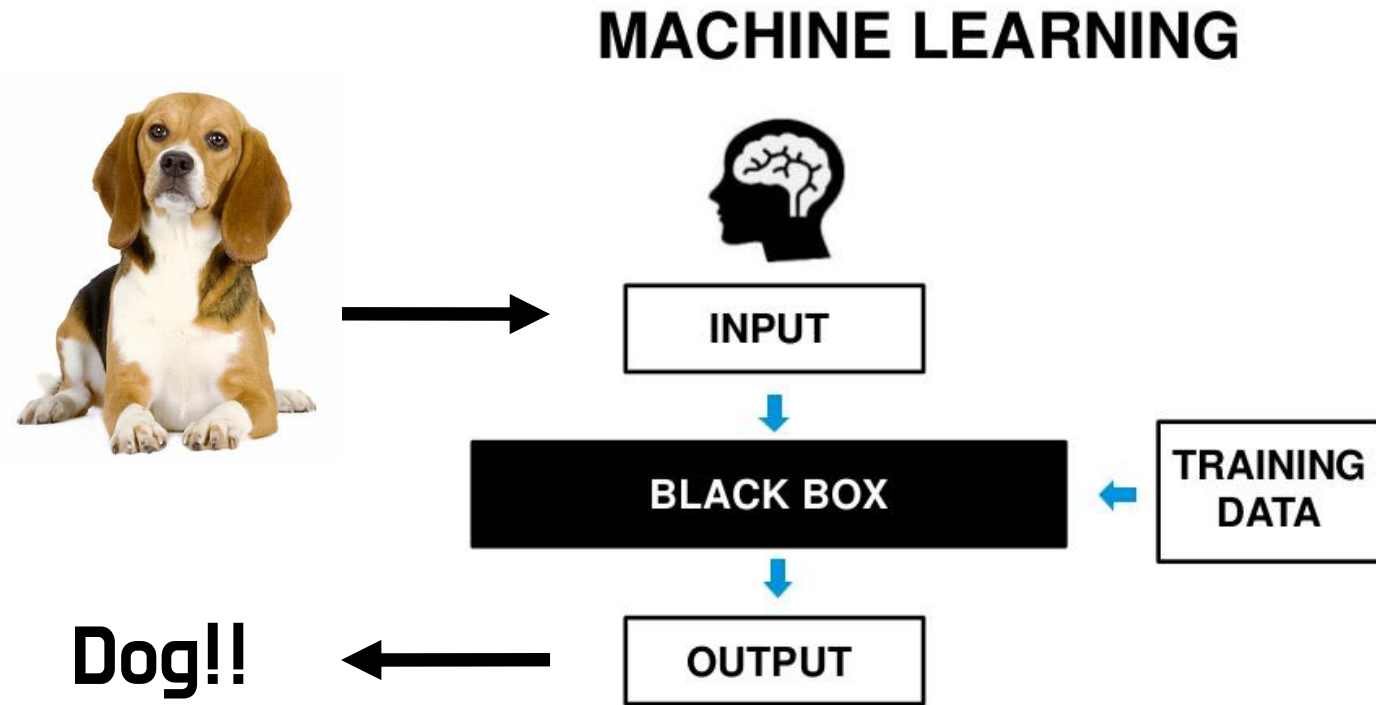 MACHINE LEARNING
INPUT
BLACK BOX
TRAINING
DATA
OUTPUT
Dog!!